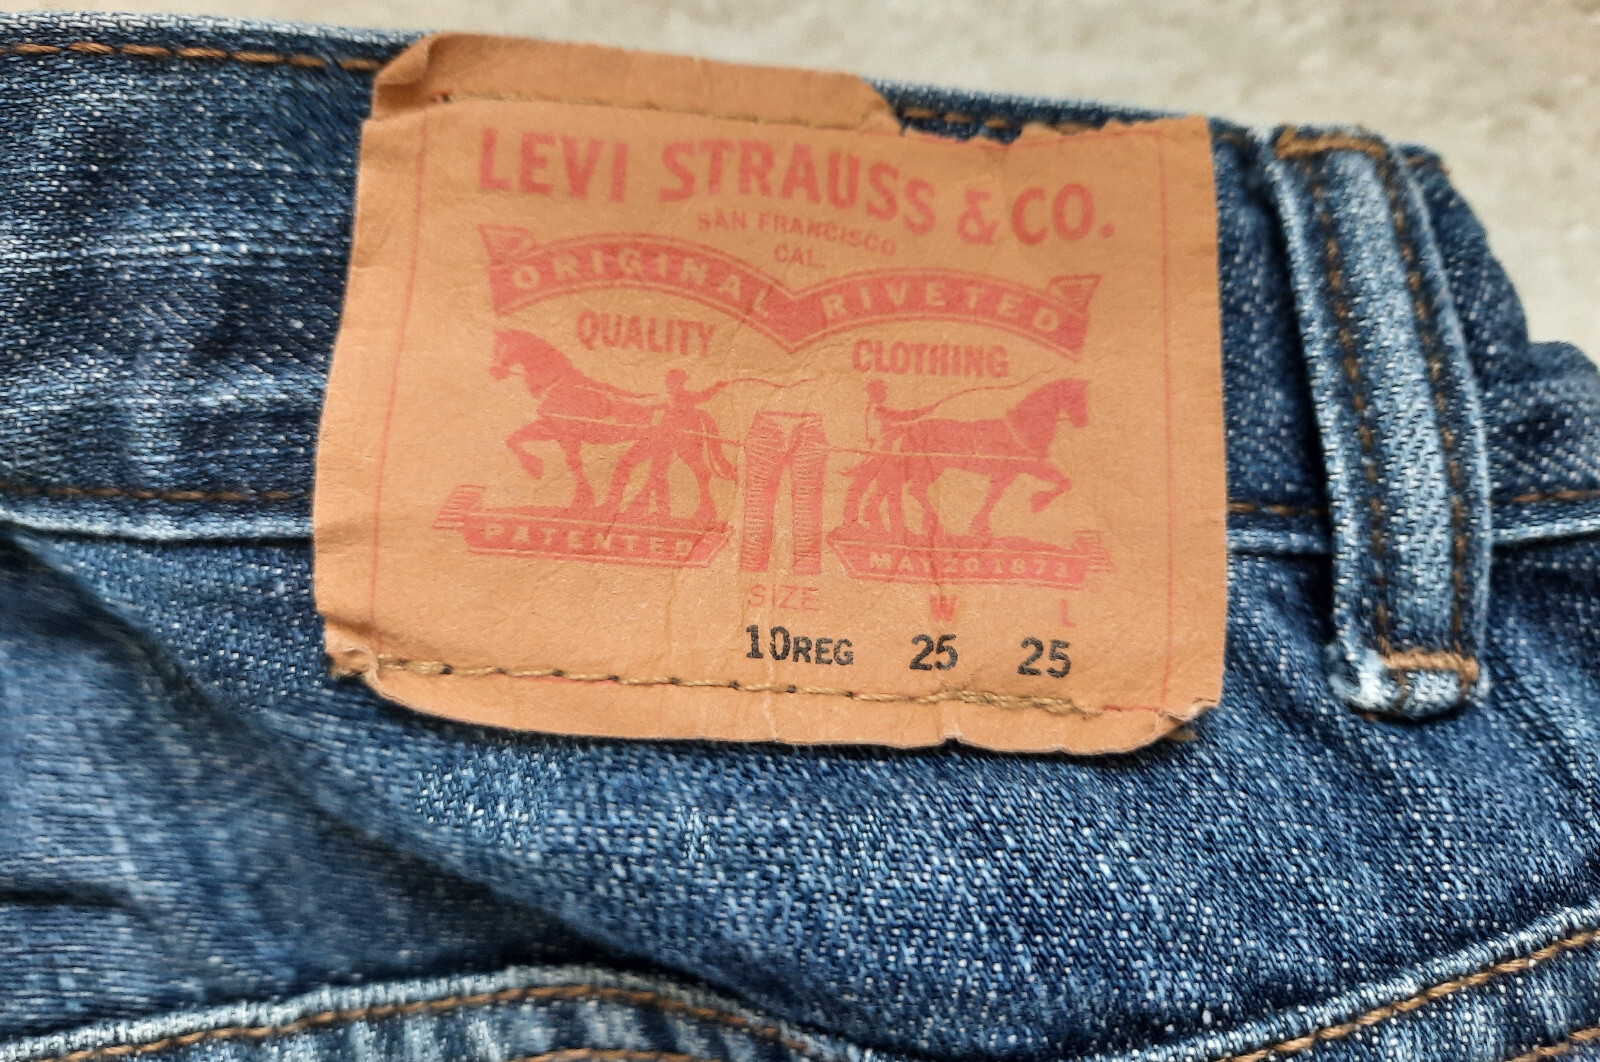 LEVI STRAUSS & CO.
SAN FRANCISCO
CAL.
ORIGINAL RIVETED
QUALITY CLOTHING
PATENTED MAY 20 1873
SIZE W L
10REG 25 25